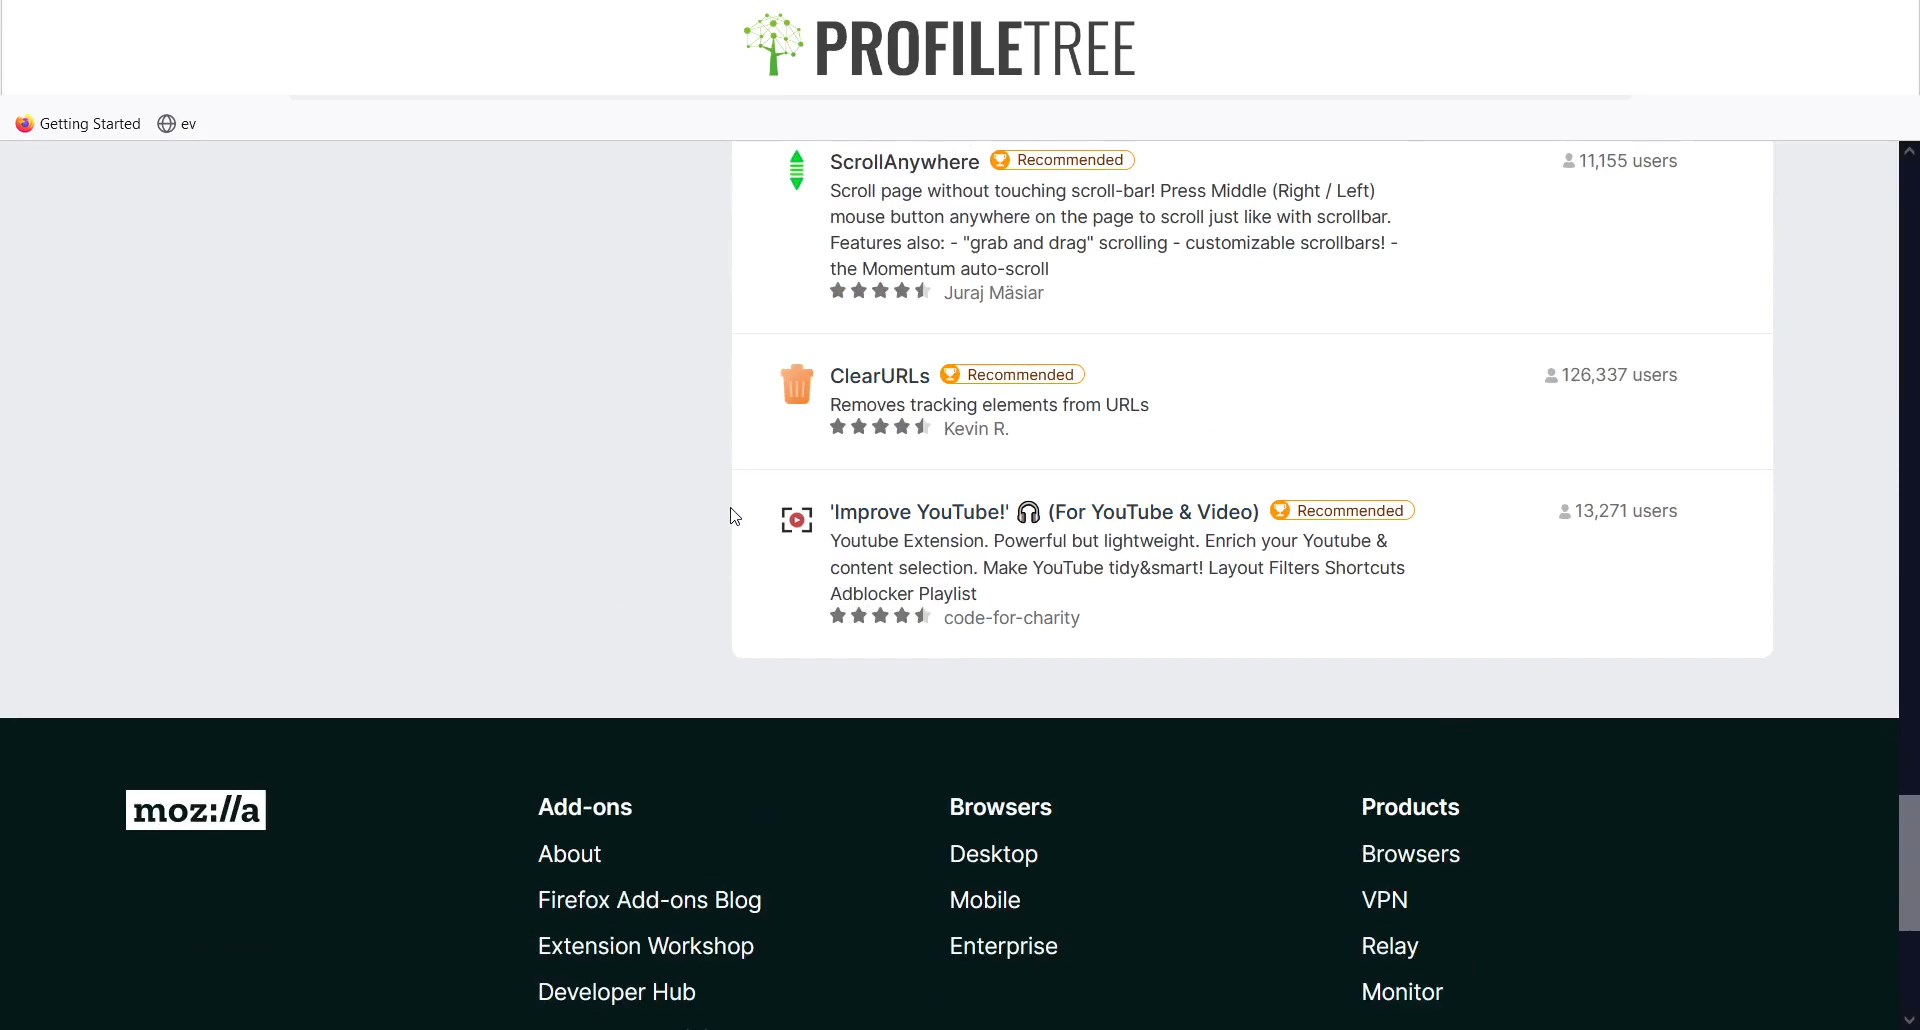 PROFILETREE
Getting Started ev
ScrollAnywhere Recommended 11,155 users
Scroll page without touching scroll-bar! Press Middle (Right / Left)
mouse button anywhere on the page to scroll just like with scrollbar.
Features also: - "grab and drag" scrolling - customizable scrollbars! -
the Momentum auto-scroll
Juraj Mäsiar
ClearURLs Recommended 126,337 users
Removes tracking elements from URLs
Kevin R.
'Improve YouTube!' 🎧 (For YouTube & Video) Recommended 13,271 users
Youtube Extension. Powerful but lightweight. Enrich your Youtube &
content selection. Make YouTube tidy&smart! Layout Filters Shortcuts
Adblocker Playlist
code-for-charity
moz://a
Add-ons
About
Firefox Add-ons Blog
Extension Workshop
Developer Hub
Browsers
Desktop
Mobile
Enterprise
Products
Browsers
VPN
Relay
Monitor